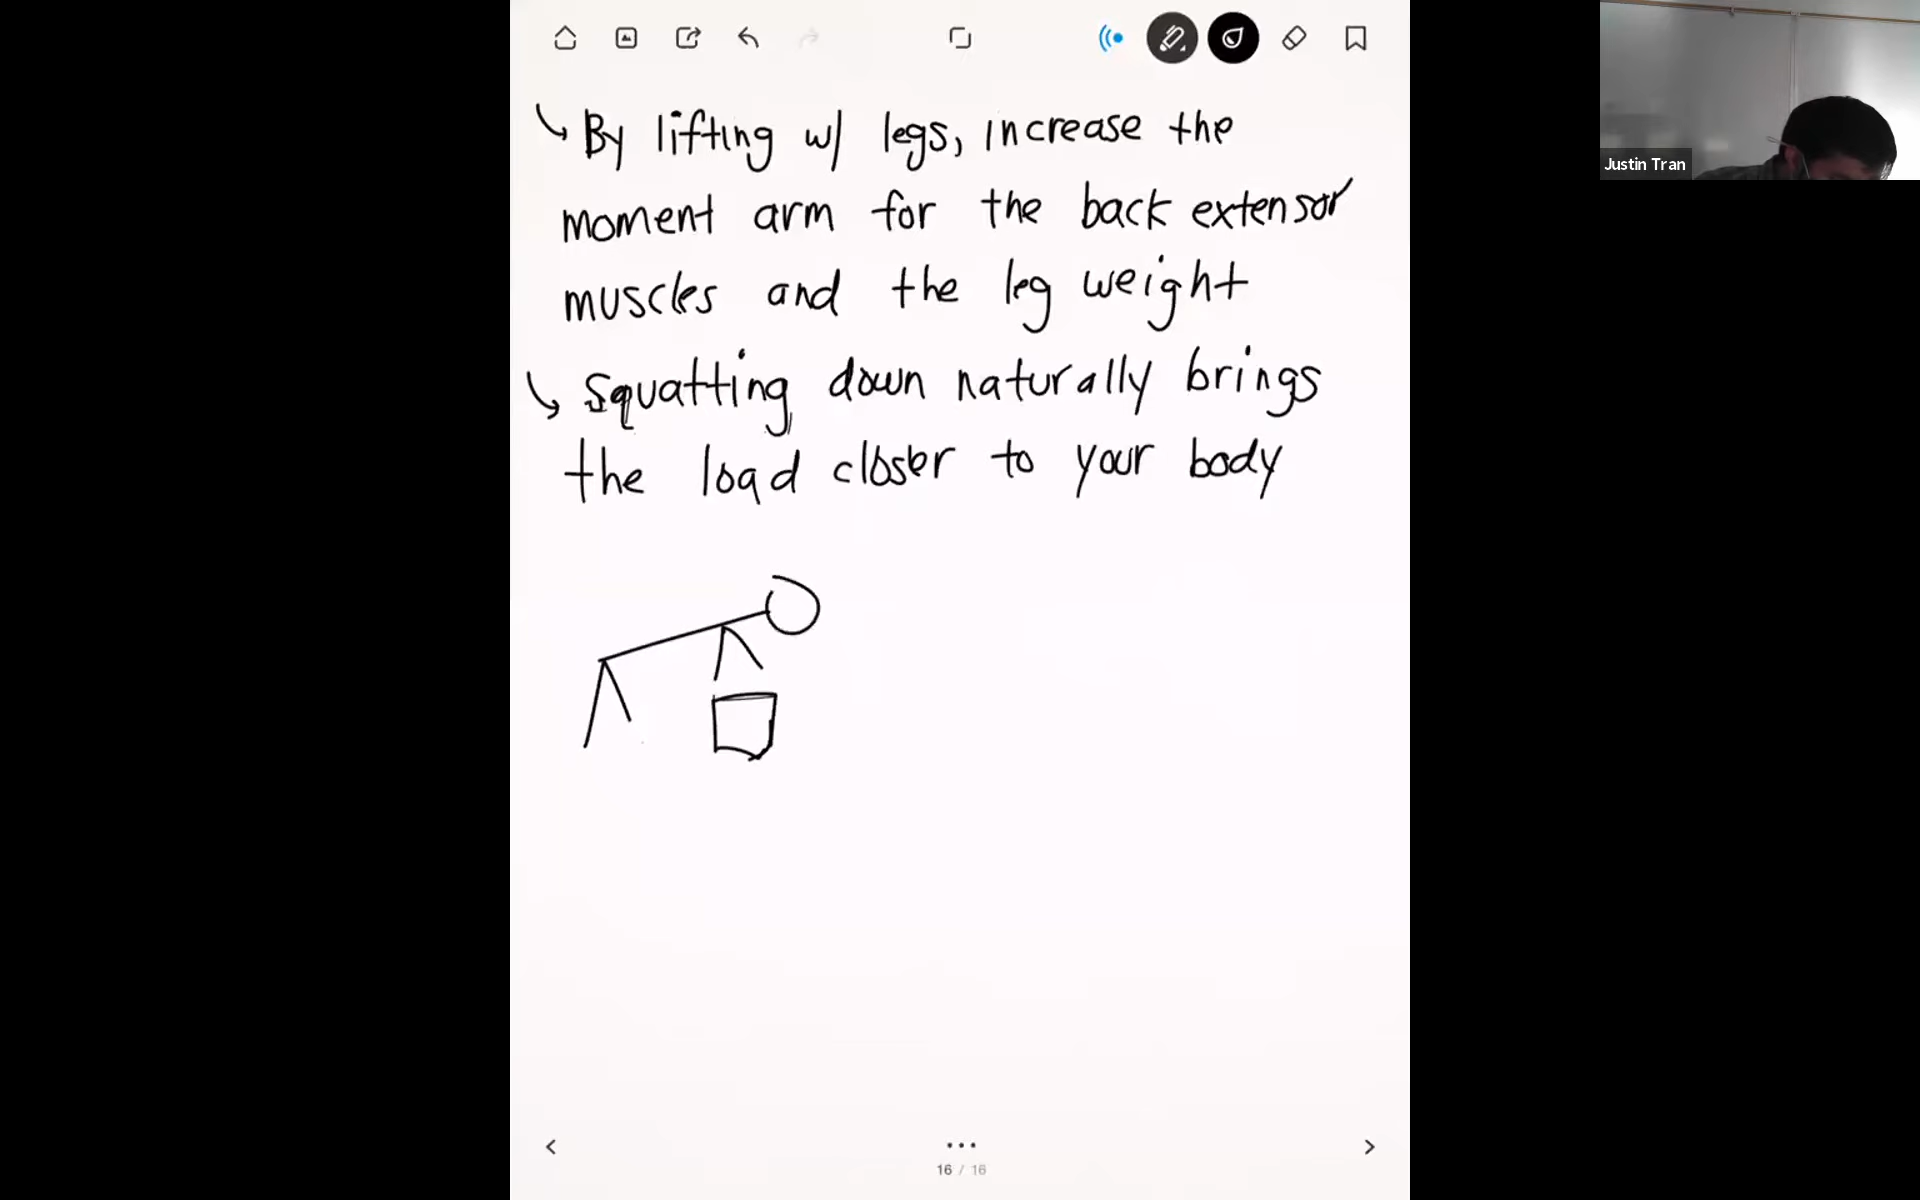 By lifting w/ legs, increase the
moment arm for the back extensor
muscles and the leg weight
Squatting down naturally brings
the load closer to your body
Justin Tran
16 / 16